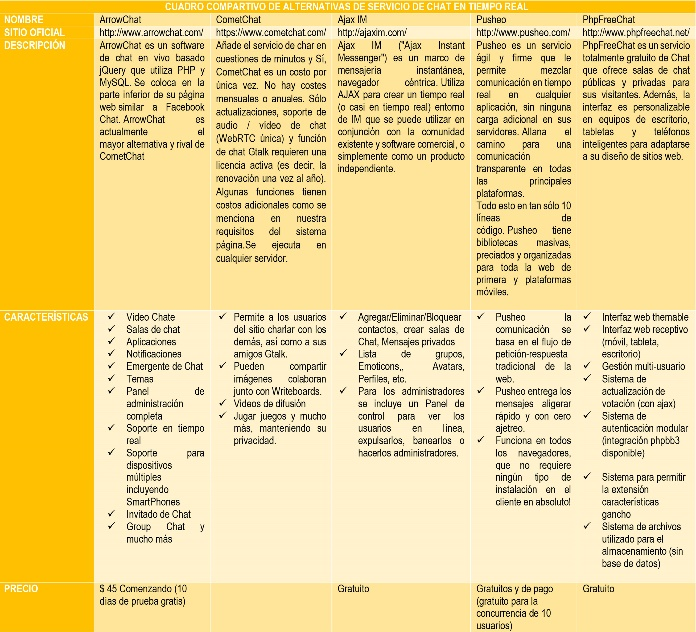 CUADRO COMPARTIVO DE ALTERNATIVAS DE SERVICIO DE CHAT EN TIEMPO REAL
NOMBRE
ArrowChat
CometChat
Ajax IM
Pusheo
PhpFreeChat
SITIO OFICIAL
http://www.arrowchat.com/
https://www.cometchat.com/
http://ajaxim.com/
http://www.pusheo.com/
http://www.phpfreechat.net/
DESCRIPCIÓN
ArrowChat es un software
de chat en vivo basado
jQuery que utiliza PHP y
MySQL. Se coloca en la
parte inferior de su página
web similar a Facebook
Chat. ArrowChat es
actualmente el
mayor alternativa y rival de
CometChat
Añade el servicio de char en
cuestiones de minutos y Sí,
CometChat es un costo por
única vez. No hay costes
mensuales o anuales. Sólo
actualizaciones, soporte de
audio / video de chat
(WebRTC única) y función
de chat Gtalk requieren una
licencia activa (es decir, la
renovación una vez al año).
Algunas funciones tienen
costos adicionales como se
menciona en nuestra
requisitos del sistema
página.Se ejecuta en
cualquier servidor.
Ajax IM ("Ajax Instant
Messenger") es un marco de
mensajería instantánea,
navegador céntrica. Utiliza
AJAX para crear un tiempo real
(o casi en tiempo real) entorno
de IM que se puede utilizar en
conjunción con la comunidad
existente y software comercial, o
simplemente como un producto
independiente.
Pusheo es un servicio
ágil y firme que le
permite mezclar
comunicación en tiempo
real en cualquier
aplicación, sin ninguna
carga adicional en sus
servidores. Allana el
camino para una
comunicación
transparente en todas
las principales
plataformas.
Todo esto en tan sólo 10
líneas de
código. Pusheo tiene
bibliotecas masivas,
preciados y organizadas
para toda la web de
primera y plataformas
móviles.
PhpFreeChat es un servicio
totalmente gratuito de Chat
que ofrece salas de chat
públicas y privadas para
sus visitantes. Además, la
interfaz es personalizable
en equipos de escritorio,
tabletas y teléfonos
inteligentes para adaptarse
a su diseño de sitios web.
CARACTERÍSTICAS
✓ Video Chate
✓ Salas de chat
✓ Aplicaciones
✓ Notificaciones
✓ Emergente de Chat
✓ Temas
✓ Panel de
administración
completa
✓ Soporte en tiempo
real
✓ Soporte para
dispositivos
múltiples
incluyendo
SmartPhones
✓ Invitado de Chat
✓ Group Chat y
mucho más
✓ Permite a los usuarios
del sitio charlar con los
demás, así como a sus
amigos Gtalk.
✓ Pueden compartir
imágenes colaboran
junto con Writeboards.
✓ Videos de difusión
✓ Jugar juegos y mucho
más, manteniendo su
privacidad.
✓ Agregar/Eliminar/Bloquear
contactos, crear salas de
Chat, Mensajes privados
✓ Lista de grupos,
Emoticons,, Avatars,
Perfiles, etc.
✓ Para los administradores
se incluye un Panel de
control para ver los
usuarios en línea,
expulsarlos, banearlos o
hacerlos administradores.
✓ Pusheo la
comunicación se
basa en el flujo de
petición-respuesta
tradicional de la
web.
✓ Pusheo entrega los
mensajes aligerar
rápido y con cero
ajetreo.
✓ Funciona en todos
los navegadores,
que no requiere
ningún tipo de
instalación en el
cliente en absoluto!
✓ Interfaz web themable
✓ Interfaz web receptivo
(móvil, tableta,
escritorio)
✓ Gestión multi-usuario
✓ Sistema de
actualización de
votación (con ajax)
✓ Sistema de
autenticación modular
(integración phpbb3
disponible)
✓ Sistema para permitir
la extensión
características
gancho
✓ Sistema de archivos
utilizado para el
almacenamiento (sin
base de datos)
PRECIO
$ 45 Comenzando (10
días de prueba gratis)
Gratuito
Gratuitos y de pago
(gratuito para la
concurrencia de 10
usuarios)
Gratuito